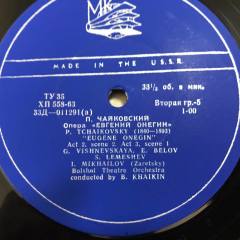 МК
MADE IN THE U.S.S.R.
ТУ 35
ХП 558-63
33Д—011291(а)
33⅓ об. в мин.
Вторая гр.-5
1-00
П. ЧАЙКОВСКИЙ
Опера «ЕВГЕНИЙ ОНЕГИН»
P. TCHAIKOVSKY (1840—1893)
"EUGENE ONEGIN"
Act 2, scene 1, Act 2, scene 1
G. VISHNEVSKAYA, E. BELOV
S. LEMESHEV
I. MIKHAILOV (Zaretsky)
Bolshoi Theatre Orchestra
conducted by B. KHAIKIN